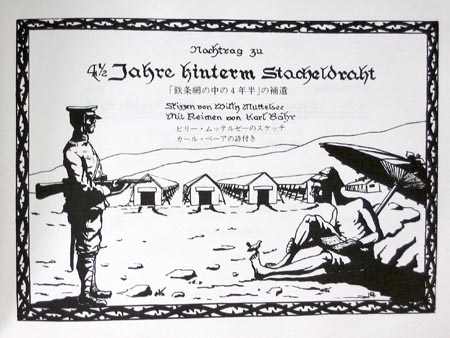 Nachtrag zu
4½ Jahre hinterm Stacheldraht
「鉄条網の中の4年半」の補遺
Skizen von Willy Muttelsee
Mit Reimen von Karl Bähr
ビリー・ムッテルゼーのスケッチ
カール・ベーアの詩付き